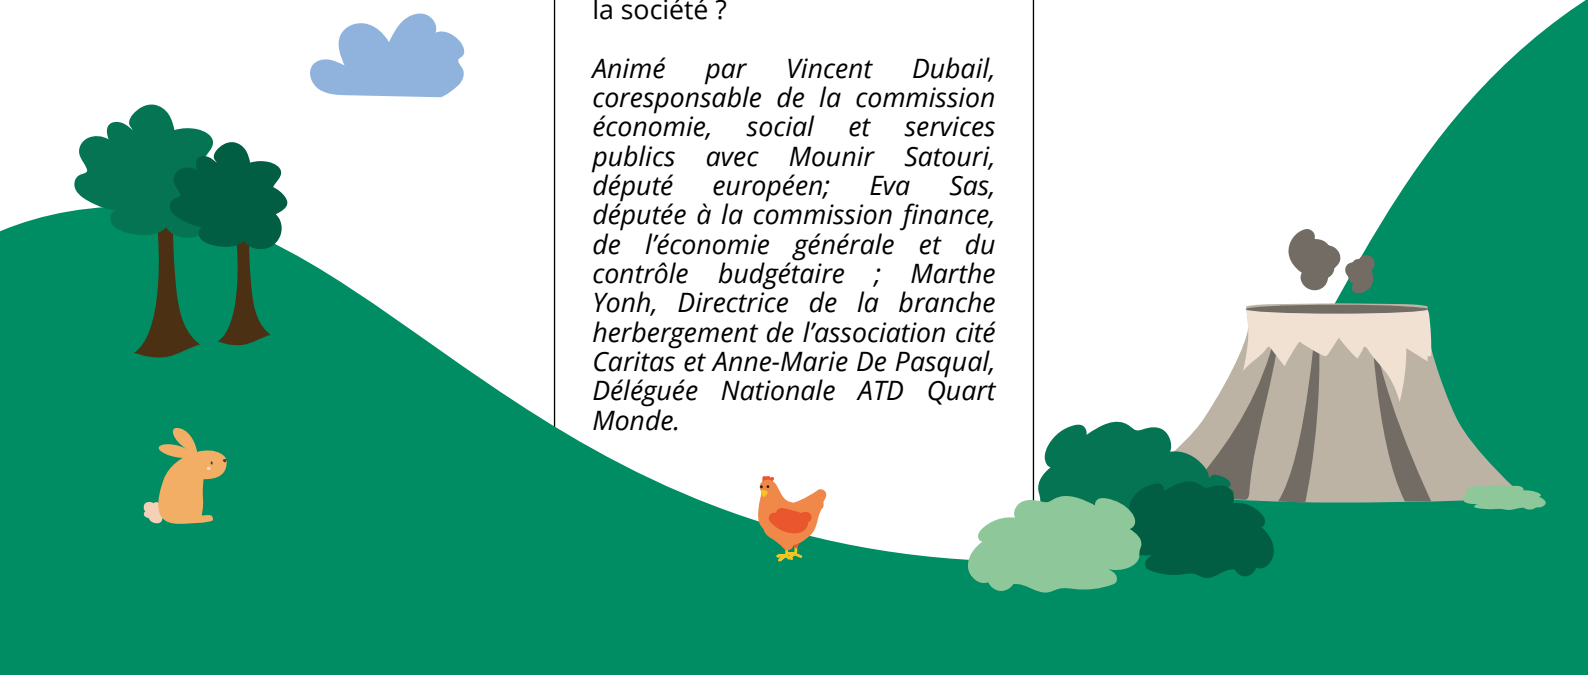 la société ?
Animé par Vincent Dubail,
coresponsable de la commission
économie, social et services
publics avec Mounir Satouri,
député européen; Eva Sas,
députée à la commission finance,
de l’économie générale et du
contrôle budgétaire ; Marthe
Yonh, Directrice de la branche
herbergement de l’association cité
Caritas et Anne-Marie De Pasqual,
Déléguée Nationale ATD Quart
Monde.